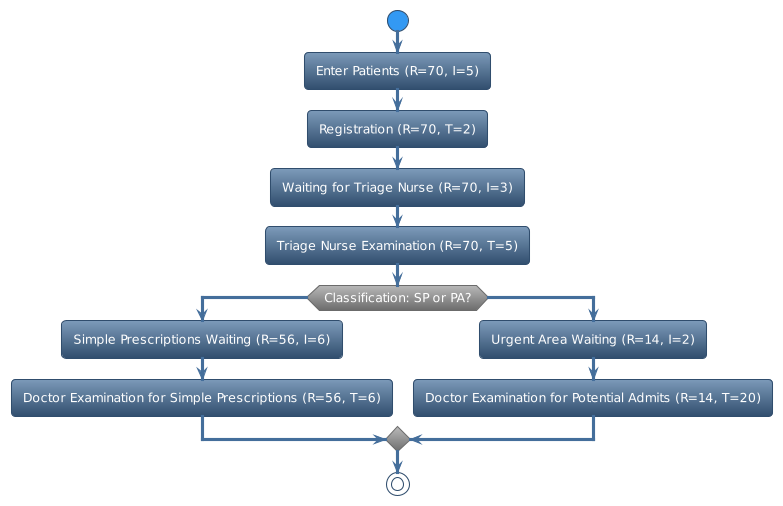 Enter Patients (R=70, I=5)
Registration (R=70, T=2)
Waiting for Triage Nurse (R=70, I=3)
Triage Nurse Examination (R=70, T=5)
Classification: SP or PA?
Simple Prescriptions Waiting (R=56, I=6)
Urgent Area Waiting (R=14, I=2)
Doctor Examination for Simple Prescriptions (R=56, T=6)
Doctor Examination for Potential Admits (R=14, T=20)